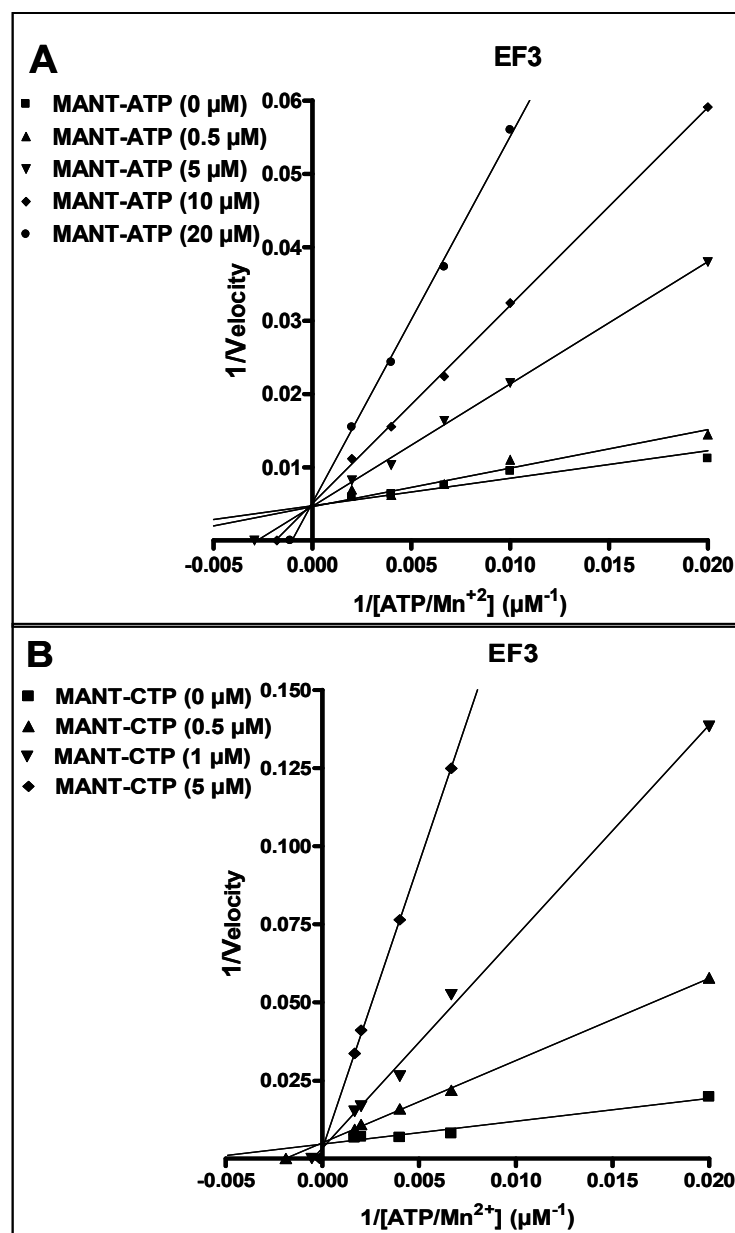 A
EF3
MANT-ATP (0 µM)
MANT-ATP (0.5 µM)
MANT-ATP (5 µM)
MANT-ATP (10 µM)
MANT-ATP (20 µM)
1/Velocity
0.06
0.05
0.04
0.03
0.02
0.01
-0.005 0.000 0.005 0.010 0.015 0.020
1/[ATP/Mn⁺²] (µM⁻¹)
B
EF3
MANT-CTP (0 µM)
MANT-CTP (0.5 µM)
MANT-CTP (1 µM)
MANT-CTP (5 µM)
1/Velocity
0.150
0.125
0.100
0.075
0.050
0.025
-0.005 0.000 0.005 0.010 0.015 0.020
1/[ATP/Mn²⁺] (µM⁻¹)